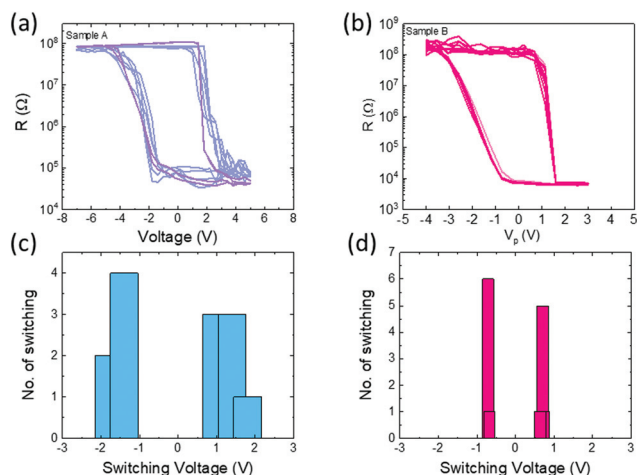 (a)
Sample A
10⁸
10⁷
10⁶
10⁵
10⁴
R (Ω)
-8 -6 -4 -2 0 2 4 6 8
Voltage (V)
(b)
Sample B
10⁹
10⁸
10⁷
10⁶
10⁵
10⁴
10³
R (Ω)
-5 -4 -3 -2 -1 0 1 2 3 4 5
Vₚ (V)
(c)
4
3
2
1
0
No. of switching
-3 -2 -1 0 1 2 3
Switching Voltage (V)
(d)
7
6
5
4
3
2
1
0
No. of switching
-3 -2 -1 0 1 2 3
Switching Voltage (V)